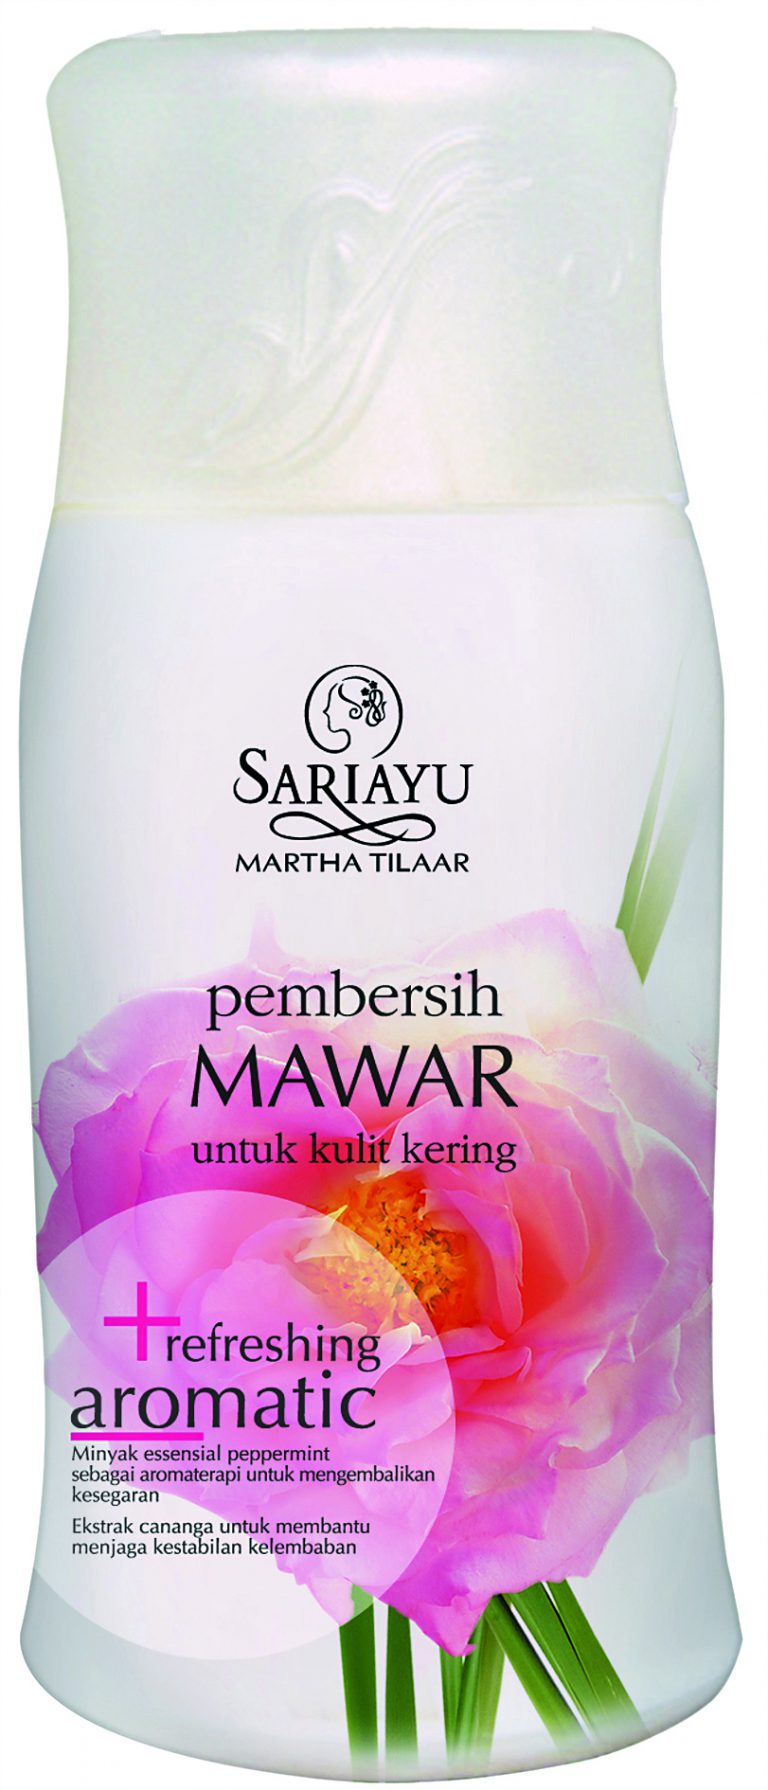 SARIAYU
MARTHA TILAAR
pembersih
MAWAR
untuk kulit kering
+refreshing
aromatic
Minyak essensial peppermint
sebagai aromaterapi untuk mengembalikan
kesegaran
Ekstrak cananga untuk membantu
menjaga kestabilan kelembaban